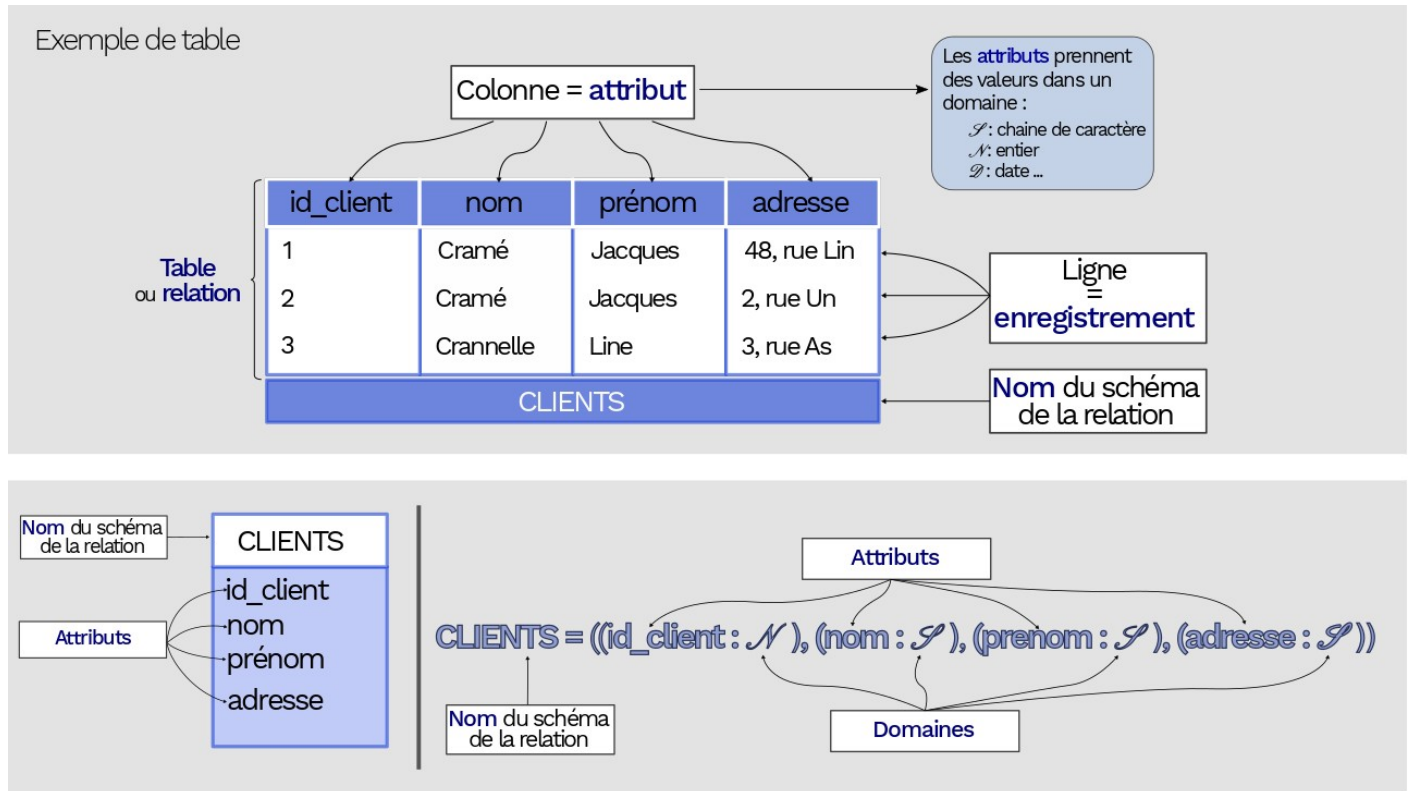 Exemple de table
Colonne = attribut
Les attributs prennent
des valeurs dans un
domaine :
𝒮 : chaine de caractère
𝒩 : entier
𝒟 : date ...
id_client nom prénom adresse
1 Cramé Jacques 48, rue Lin
2 Cramé Jacques 2, rue Un
3 Crannelle Line 3, rue As
CLIENTS
Table
ou relation
Ligne
=
enregistrement
Nom du schéma
de la relation
Nom du schéma
de la relation
CLIENTS
Attributs
id_client
nom
prénom
adresse
Attributs
CLIENTS = ((id_client : 𝒩 ), (nom : 𝒮 ), (prenom : 𝒮 ), (adresse : 𝒮 ))
Nom du schéma
de la relation
Domaines